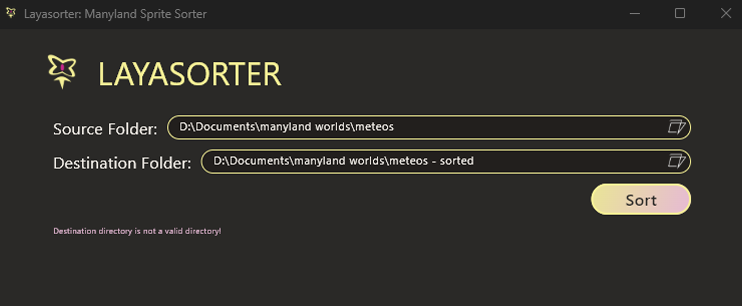 Layasorter: Manyland Sprite Sorter
LAYASORTER
Source Folder: D:\Documents\manyland worlds\meteos
Destination Folder: D:\Documents\manyland worlds\meteos - sorted
Sort
Destination directory is not a valid directory!